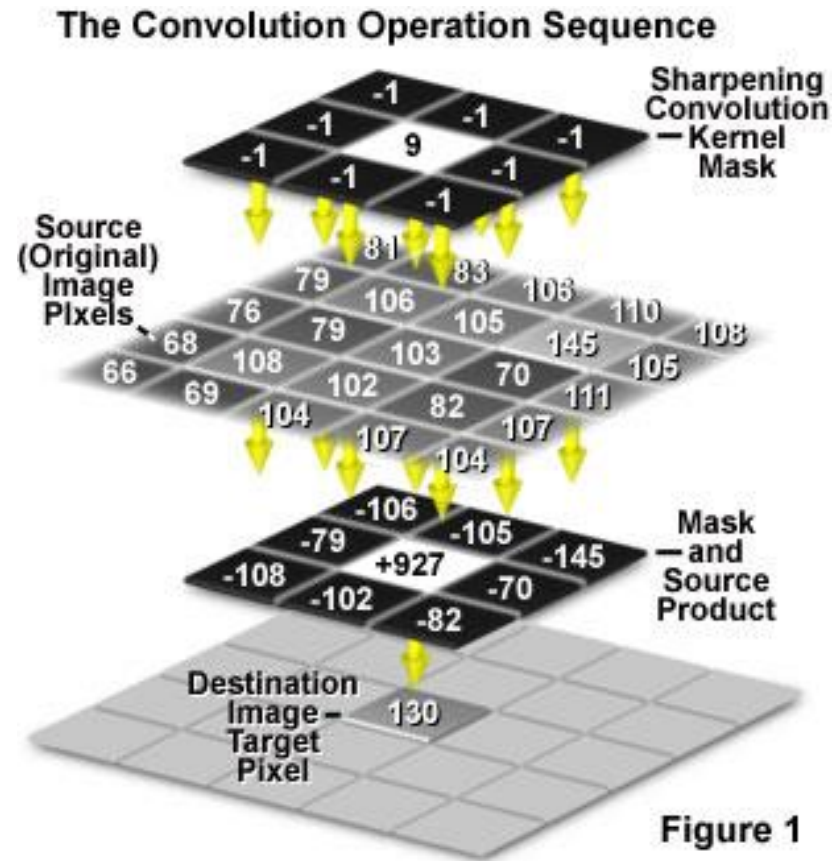 The Convolution Operation Sequence
-1
-1 -1
-1 9 -1
-1 -1
-1
Sharpening
Convolution
Kernel
Mask
Source
(Original)
Image
PIxels
81
79 83
76 106 106
68 79 105 110
66 108 103 145 108
69 102 70 105
104 82 111
107 107
104
-106
-79 -105
-108 +927 -145
-102 -70
-82
Mask
and
Source
Product
Destination
Image
Target
Pixel
130
Figure 1